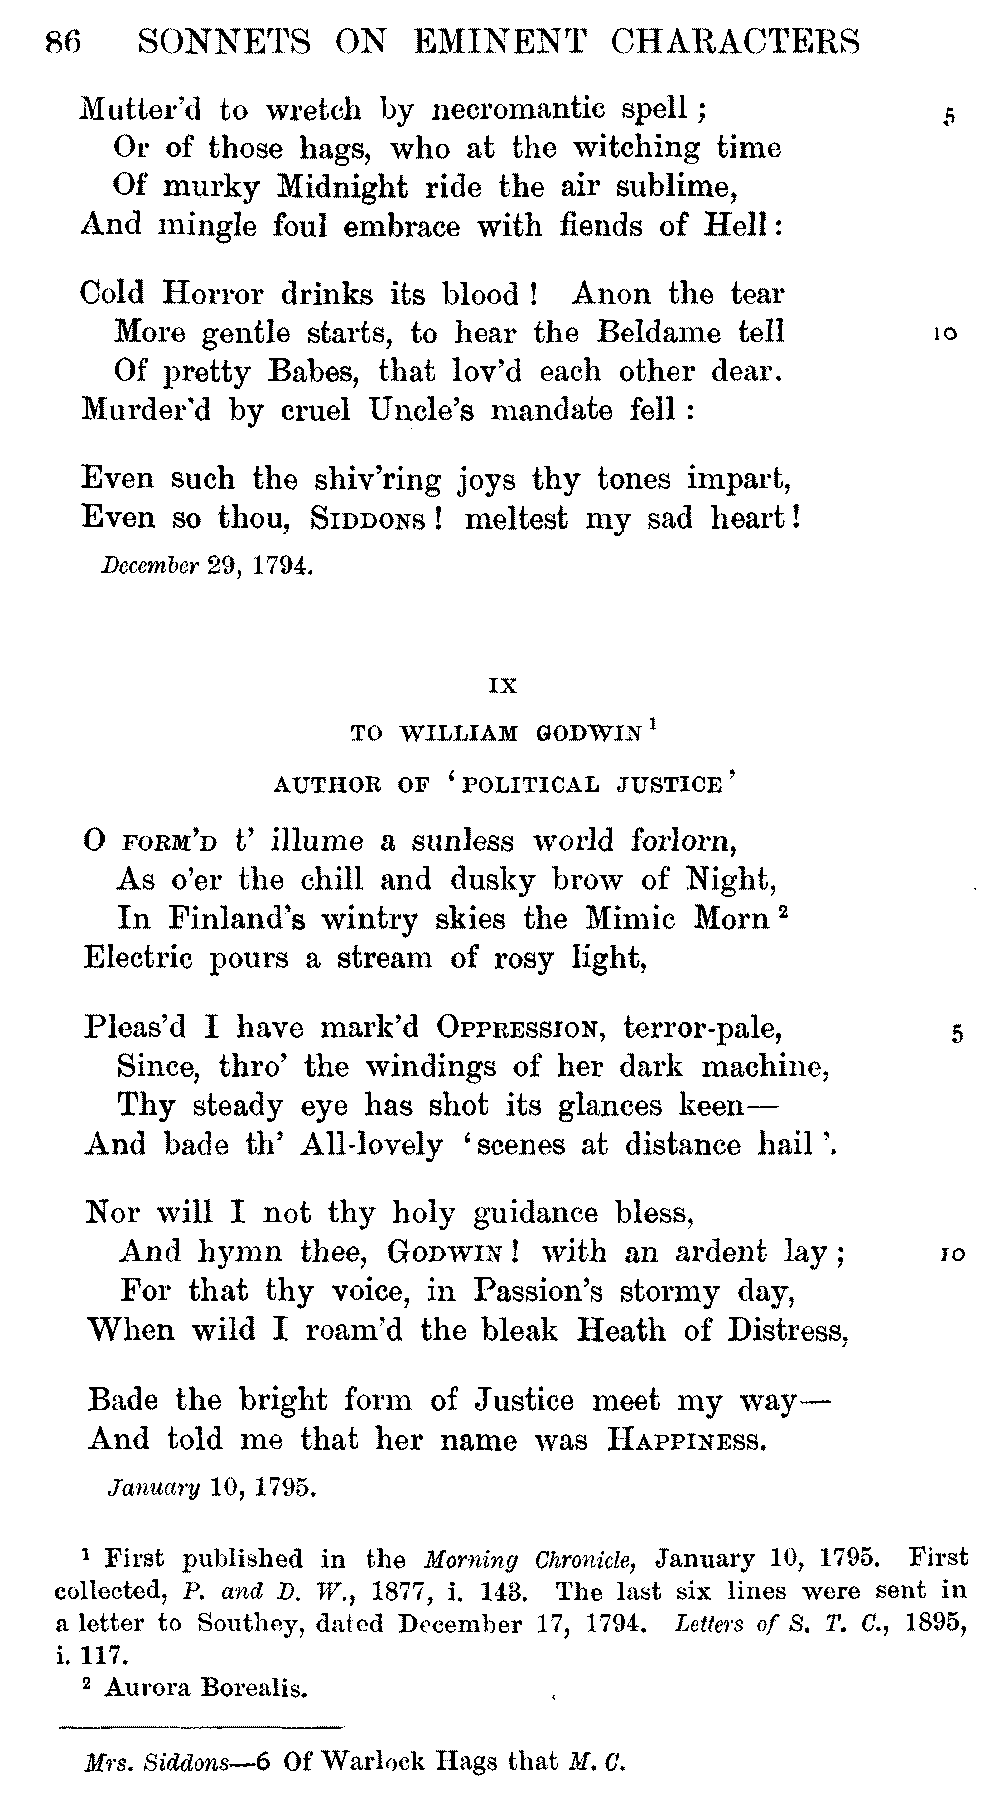 86 SONNETS ON EMINENT CHARACTERS
Mutter'd to wretch by necromantic spell ; 5
Or of those hags, who at the witching time
Of murky Midnight ride the air sublime,
And mingle foul embrace with fiends of Hell :
Cold Horror drinks its blood ! Anon the tear
More gentle starts, to hear the Beldame tell 10
Of pretty Babes, that lov'd each other dear.
Murder'd by cruel Uncle's mandate fell :
Even such the shiv'ring joys thy tones impart,
Even so thou, SIDDONS ! meltest my sad heart !
December 29, 1794.
IX
TO WILLIAM GODWIN ¹
AUTHOR OF ‘ POLITICAL JUSTICE ’
O FORM'D t' illume a sunless world forlorn,
As o'er the chill and dusky brow of Night,
In Finland's wintry skies the Mimic Morn ²
Electric pours a stream of rosy light,
Pleas'd I have mark'd OPPRESSION, terror-pale, 5
Since, thro' the windings of her dark machine,
Thy steady eye has shot its glances keen—
And bade th' All-lovely ‘ scenes at distance hail ’.
Nor will I not thy holy guidance bless,
And hymn thee, GODWIN ! with an ardent lay ; 10
For that thy voice, in Passion's stormy day,
When wild I roam'd the bleak Heath of Distress,
Bade the bright form of Justice meet my way—
And told me that her name was HAPPINESS.
January 10, 1795.
¹ First published in the Morning Chronicle, January 10, 1795. First
collected, P. and D. W., 1877, i. 143. The last six lines were sent in
a letter to Southey, dated December 17, 1794. Letters of S. T. C., 1895,
i. 117.
² Aurora Borealis.
Mrs. Siddons—6 Of Warlock Hags that M. C.